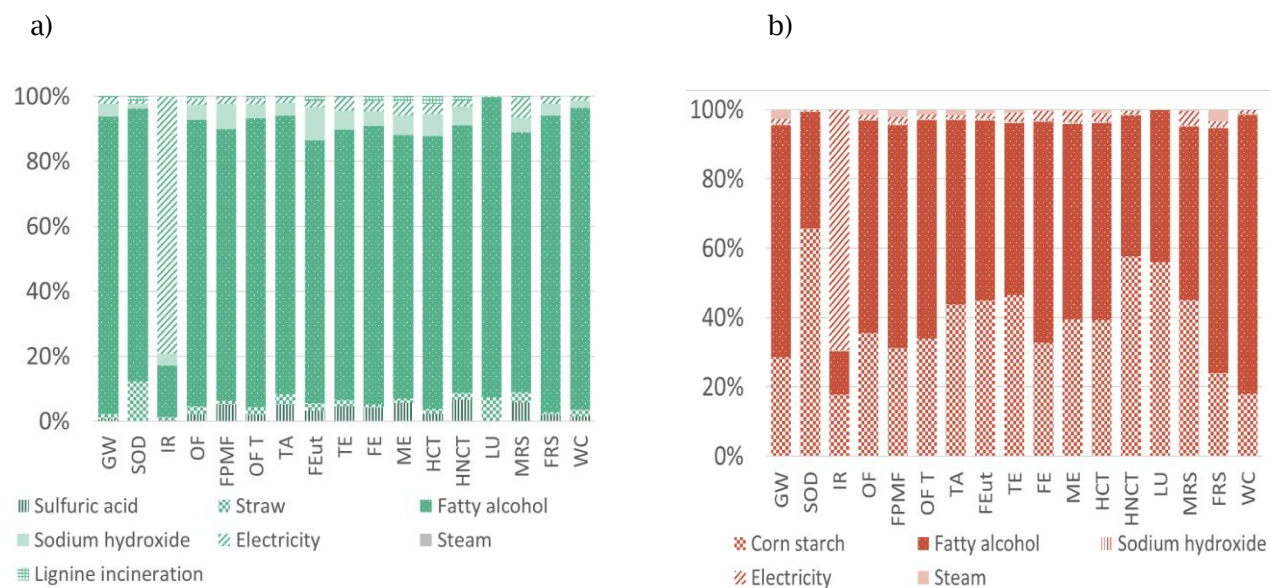 a)
100%
80%
60%
40%
20%
0%
GW SOD IR OF FPMF OF T TA FEut TE FE ME HCT HNCT LU MRS FRS WC
Sulfuric acid Straw Fatty alcohol
Sodium hydroxide Electricity Steam
Lignine incineration
b)
100%
80%
60%
40%
20%
0%
GW SOD IR OF FPMF OF T TA FEut TE FE ME HCT HNCT LU MRS FRS WC
Corn starch Fatty alcohol Sodium hydroxide
Electricity Steam